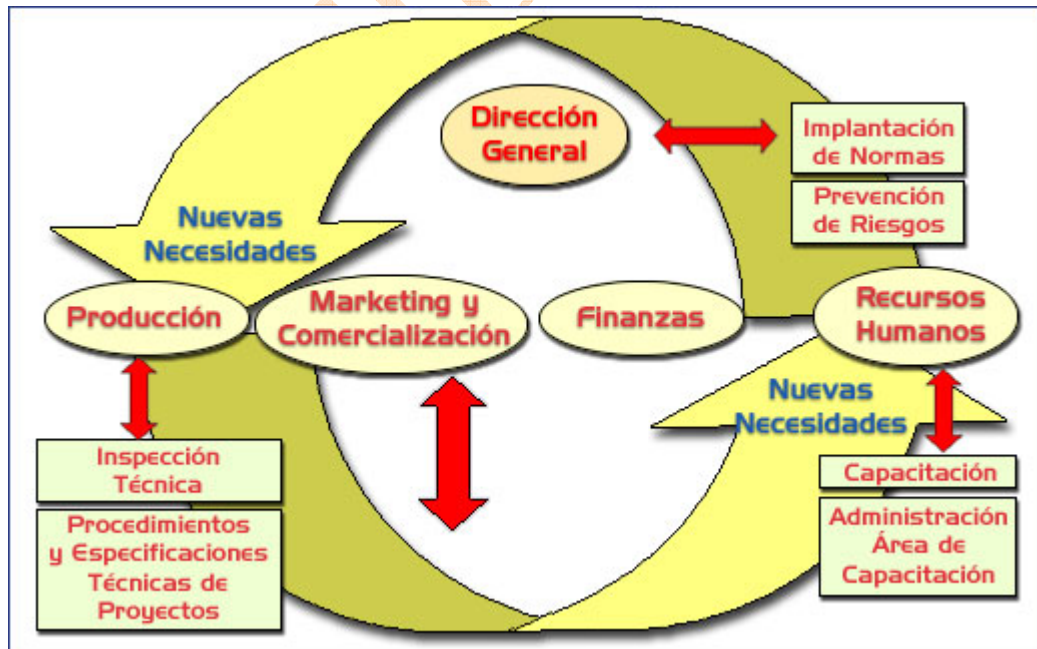 Dirección
General
Implantación
de Normas
Prevención
de Riesgos
Nuevas
Necesidades
Producción
Marketing y
Comercialización
Finanzas
Recursos
Humanos
Nuevas
Necesidades
Inspección
Técnica
Procedimientos
y Especificaciones
Técnicas de
Proyectos
Capacitación
Administración
Área de
Capacitación